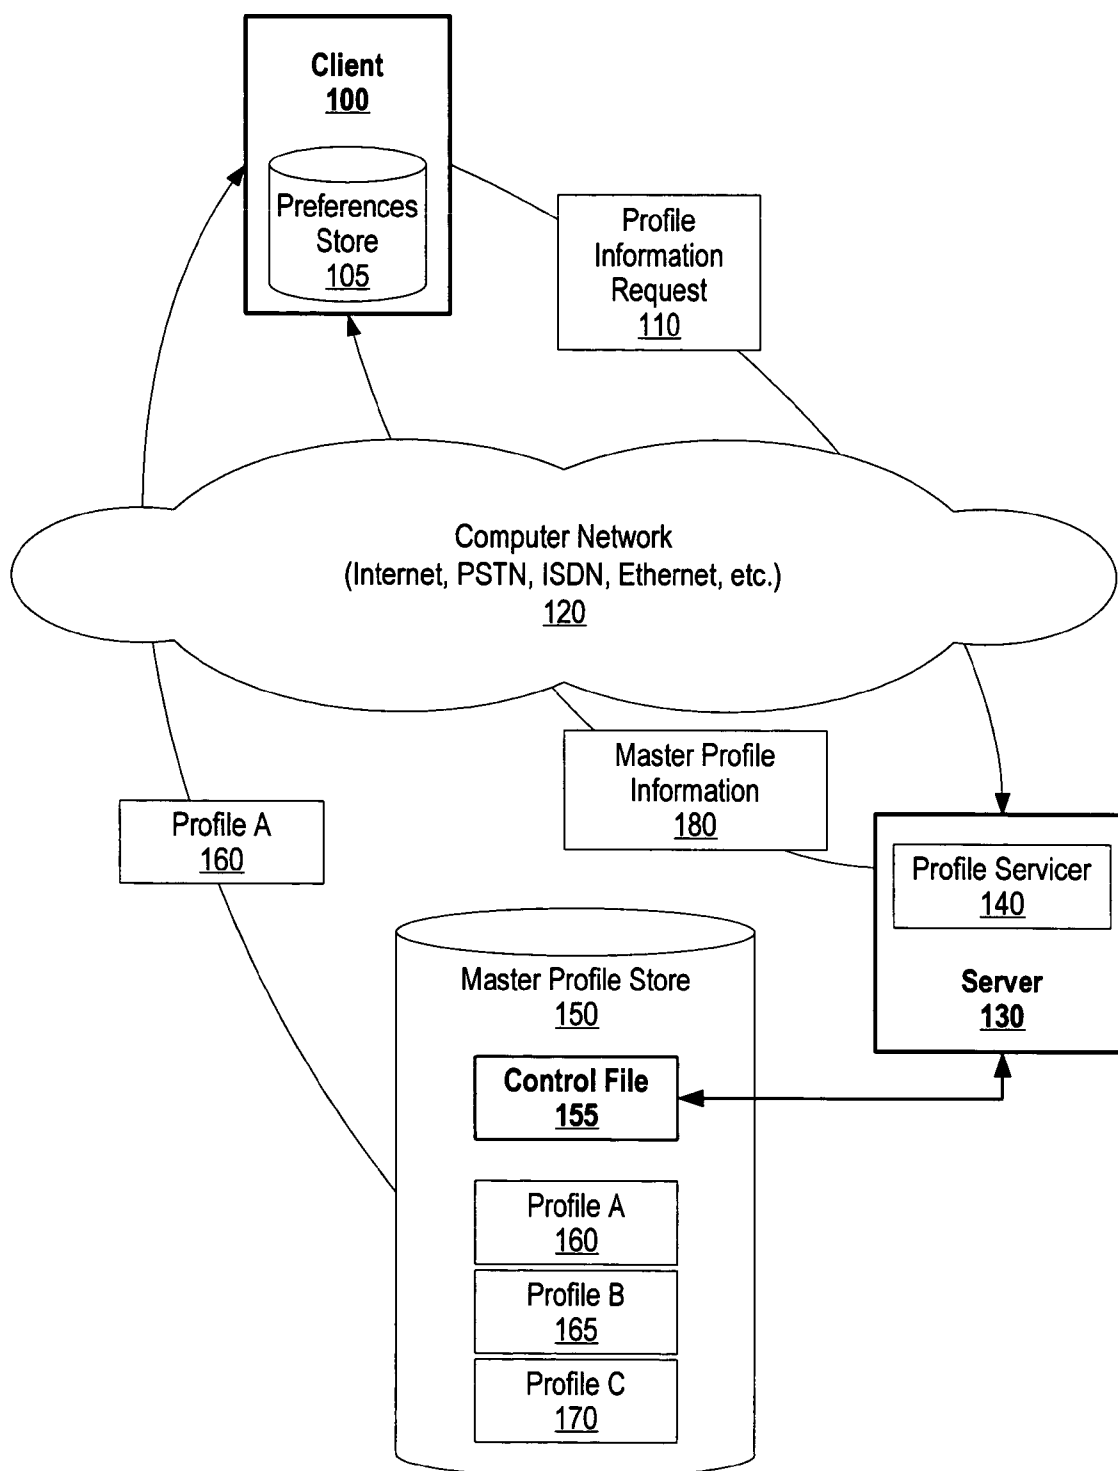 Client
100
Preferences
Store
105
Profile
Information
Request
110
Computer Network
(Internet, PSTN, ISDN, Ethernet, etc.)
120
Master Profile
Information
180
Profile A
160
Profile Servicer
140
Server
130
Master Profile Store
150
Control File
155
Profile A
160
Profile B
165
Profile C
170